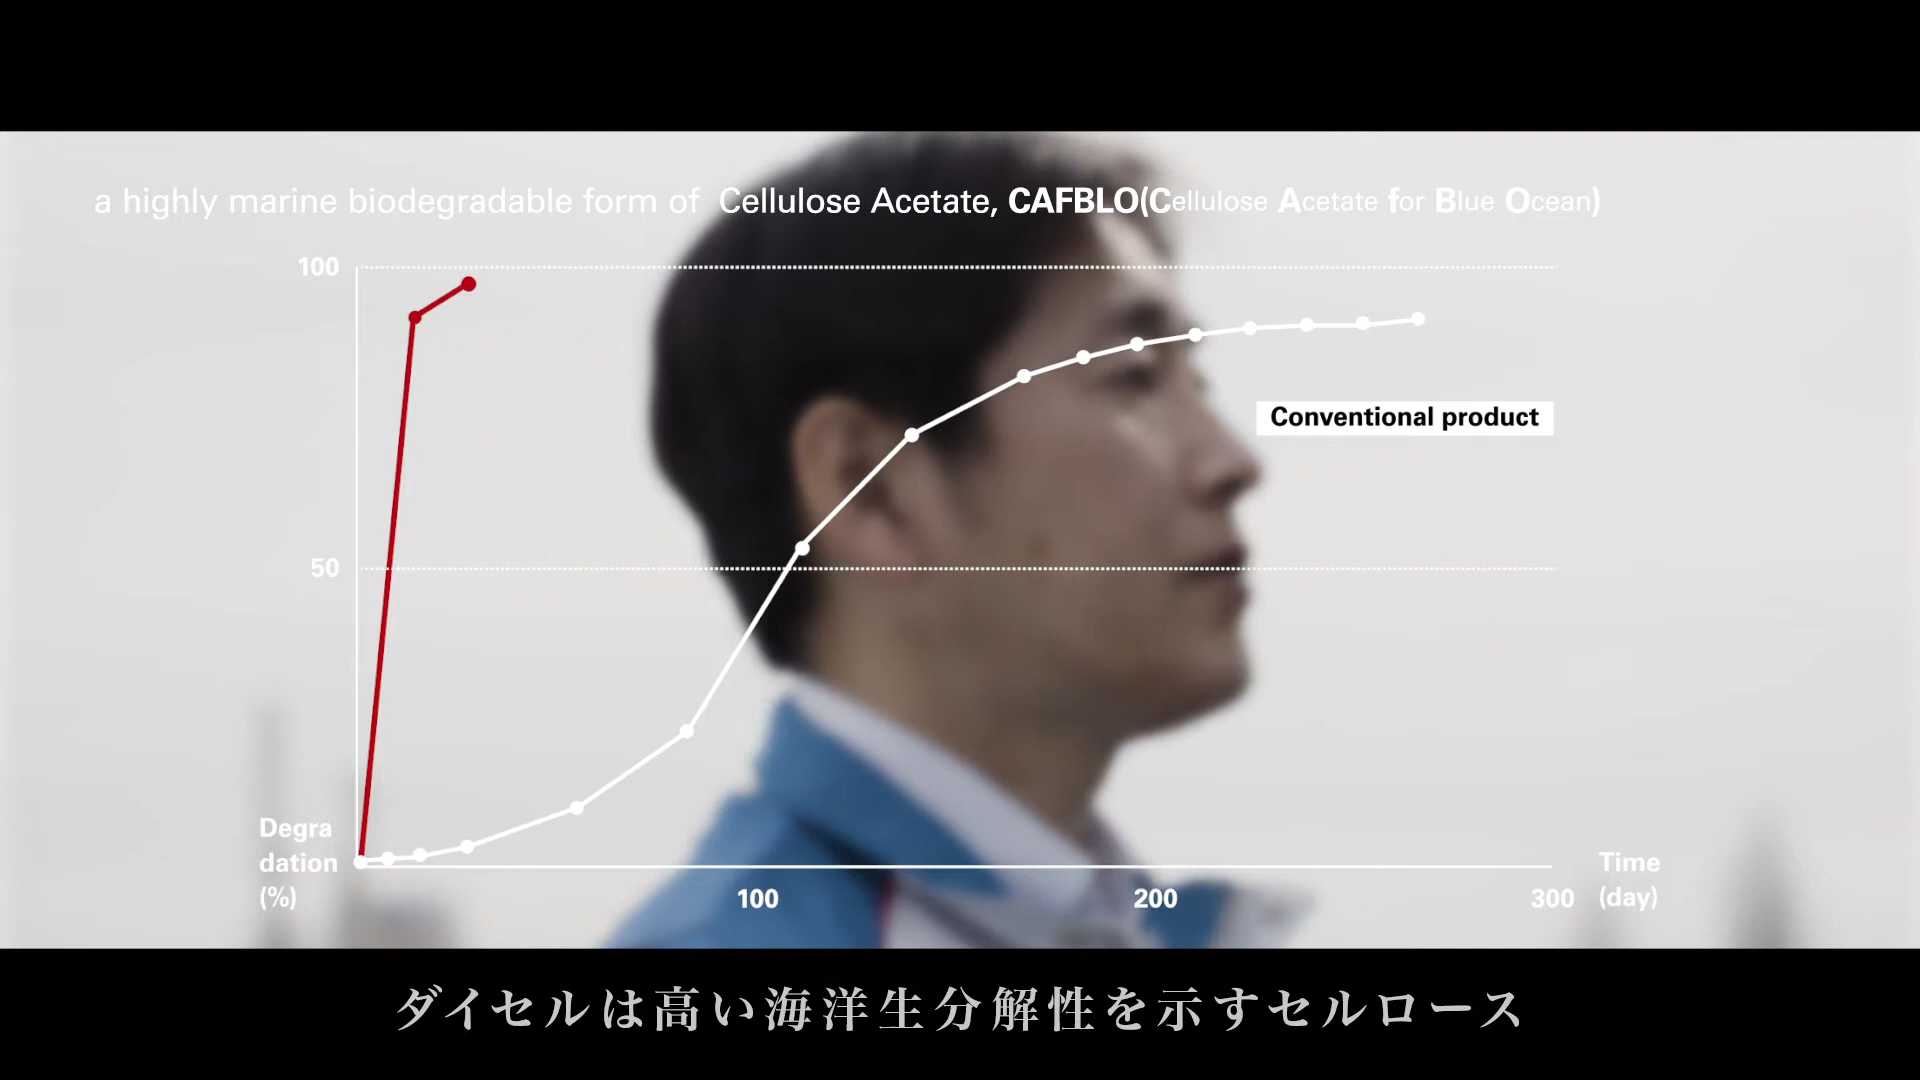 a highly marine biodegradable form of Cellulose Acetate, CAFBLO(Cellulose Acetate for Blue Ocean)
100
Conventional product
50
Degra
dation
(%)
100
200
300
Time
(day)
ダイセルは高い海洋生分解性を示すセルロース